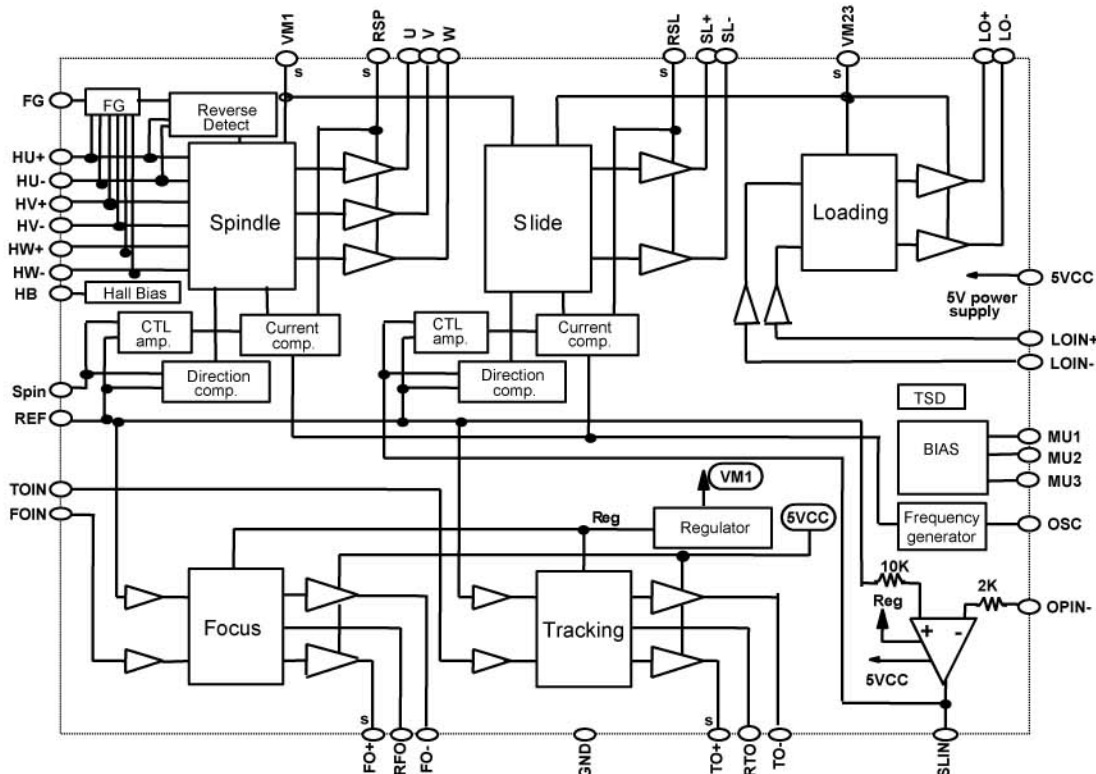 VM1
RSP
U
V
W
RSL
SL+
SL-
VM23
LO+
LO-
s
s
s
s
FG
FG
Reverse
Detect
HU+
HU-
HV+
HV-
HW+
HW-
HB
Hall Bias
Spindle
Slide
Loading
5VCC
5V power
supply
LOIN+
LOIN-
CTL
amp.
Current
comp.
Direction
comp.
CTL
amp.
Current
comp.
Direction
comp.
Spin
REF
TSD
BIAS
MU1
MU2
MU3
TOIN
FOIN
VM1
Reg
Regulator
5VCC
Frequency
generator
OSC
10K
2K
Reg
OPIN-
+
-
5VCC
Focus
Tracking
s
s
FO+
RFO
FO-
GND
TO+
RTO
TO-
SLIN